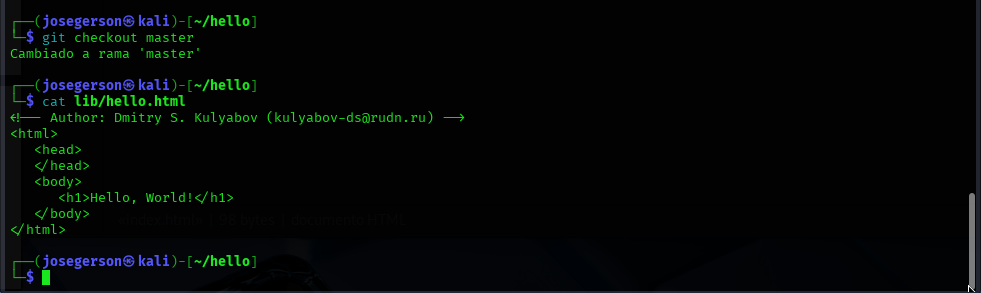 ┌──(josegerson㉿kali)-[~/hello]
└─$ git checkout master
Cambiado a rama 'master'
┌──(josegerson㉿kali)-[~/hello]
└─$ cat lib/hello.html
<!-- Author: Dmitry S. Kulyabov (kulyabov-ds@rudn.ru) -->
<html>
<head>
</head>
<body>
<h1>Hello, World!</h1>
</body>
</html>
┌──(josegerson㉿kali)-[~/hello]
└─$